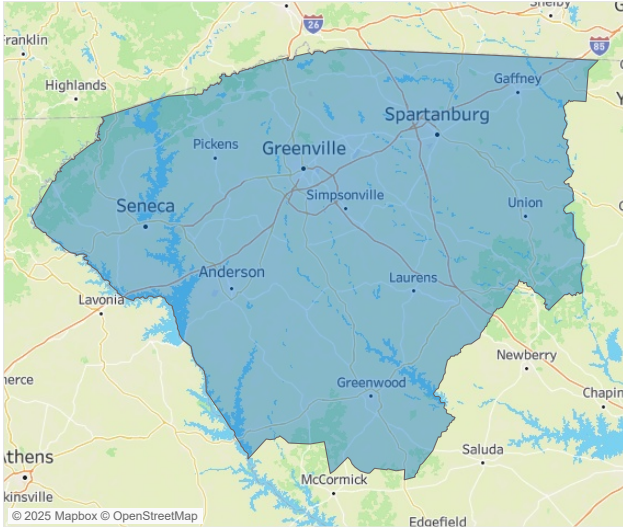 Shelby
26
Franklin
85
Gaffney
Highlands
Spartanburg
Pickens
Greenville
Simpsonville
Seneca
Union
Anderson
Laurens
Lavonia
Newberry
Greenwood
Chapin
merce
Saluda
Athens
McCormick
kinsville
Edgefield
© 2025 Mapbox © OpenStreetMap